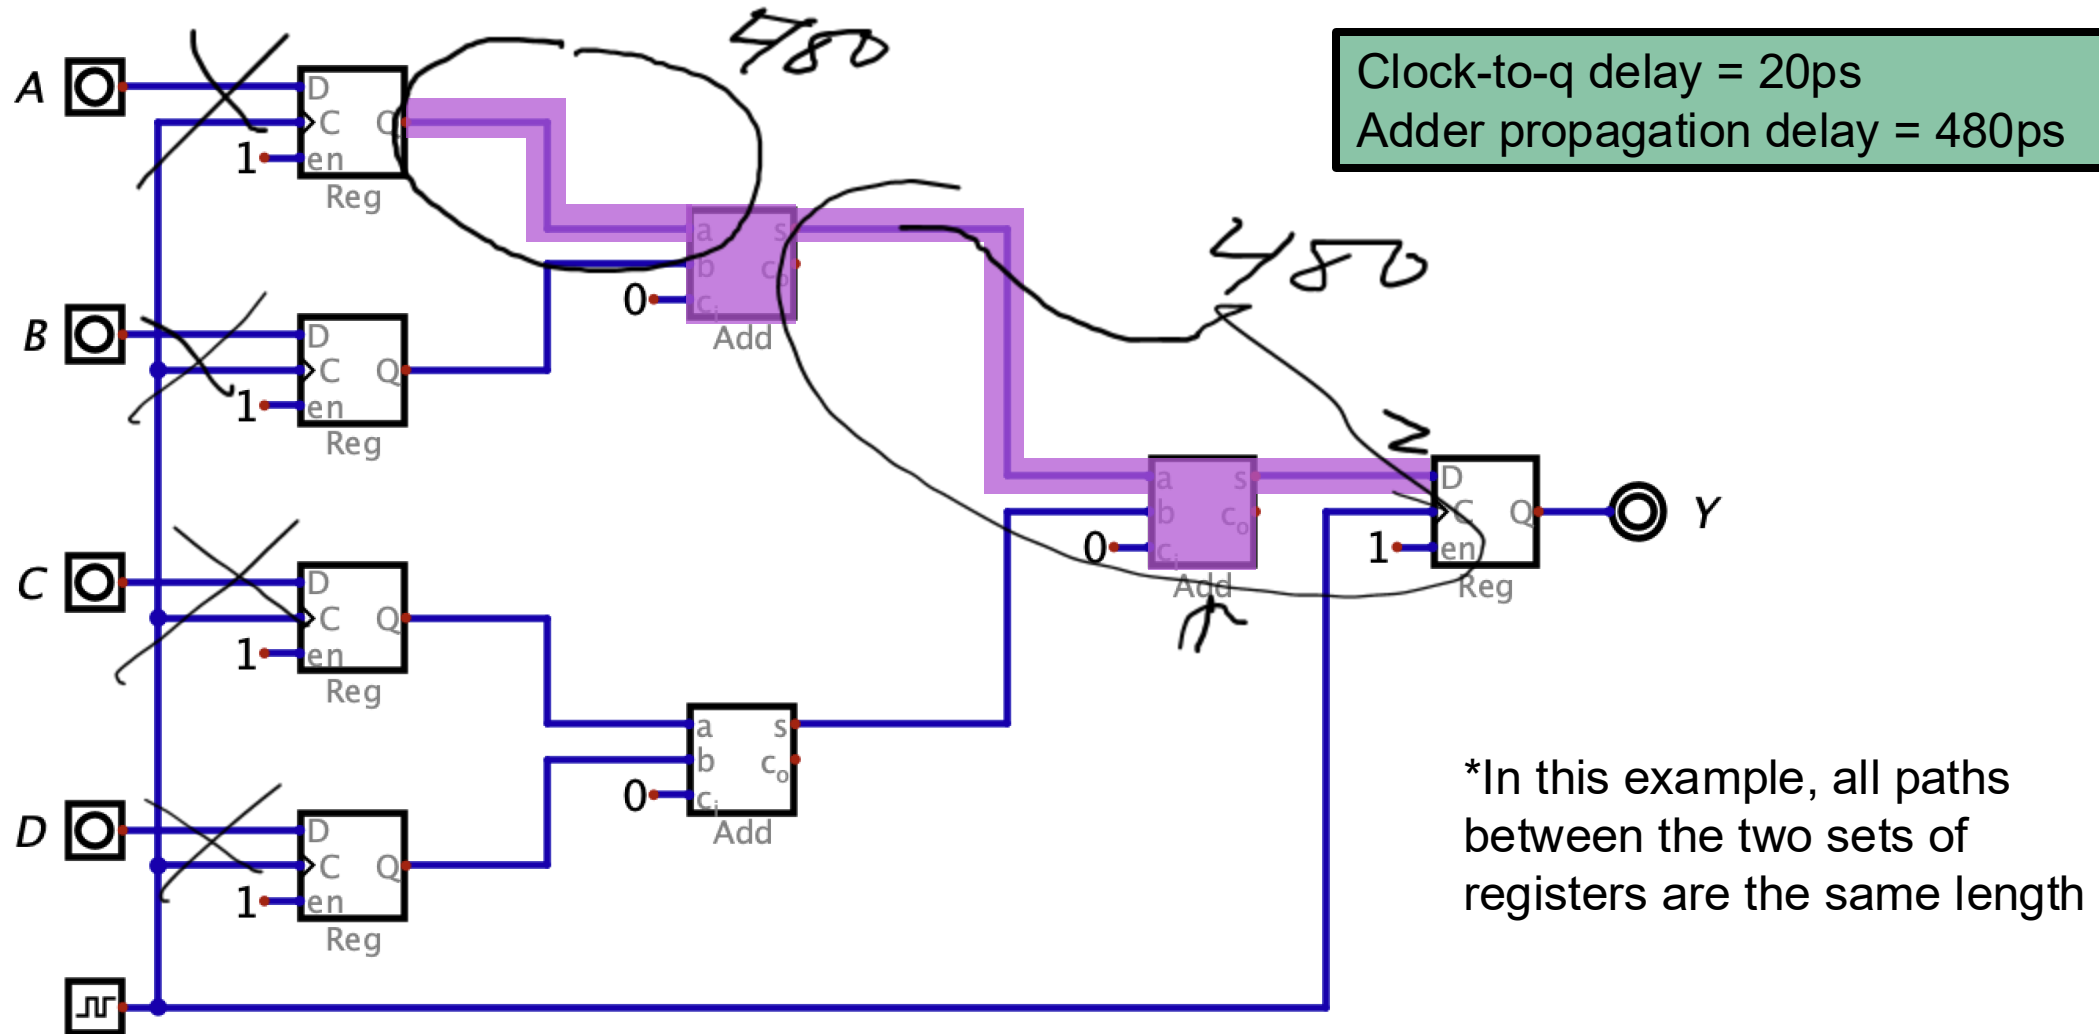 480
Clock-to-q delay = 20ps
Adder propagation delay = 480ps
A
D
C
Q
1
en
Reg
a
s
b
co
0
ci
Add
480
B
D
C
Q
1
en
Reg
a
s
b
co
0
ci
Add
D
C
Q
1
en
Reg
Y
C
D
C
Q
1
en
Reg
a
s
b
co
0
ci
Add
D
D
C
Q
1
en
Reg
*In this example, all paths
between the two sets of
registers are the same length